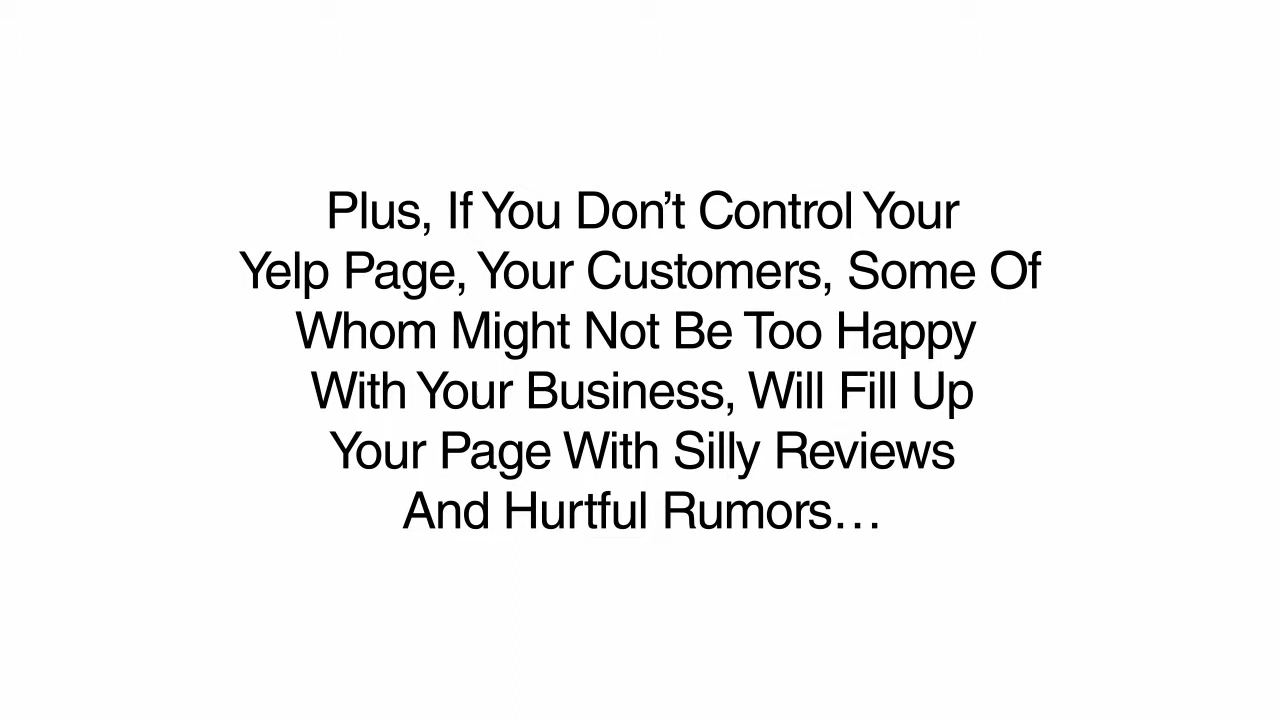 Plus, If You Don’t Control Your
Yelp Page, Your Customers, Some Of
Whom Might Not Be Too Happy
With Your Business, Will Fill Up
Your Page With Silly Reviews
And Hurtful Rumors…